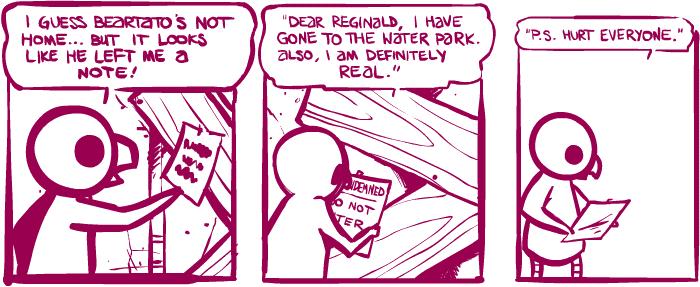 I GUESS BEARTATO'S NOT
HOME... BUT IT LOOKS
LIKE HE LEFT ME A
NOTE!
"DEAR REGINALD, I HAVE
GONE TO THE WATER PARK.
ALSO, I AM DEFINITELY
REAL."
NDEMNED
O NOT
TER
"P.S. HURT EVERYONE."